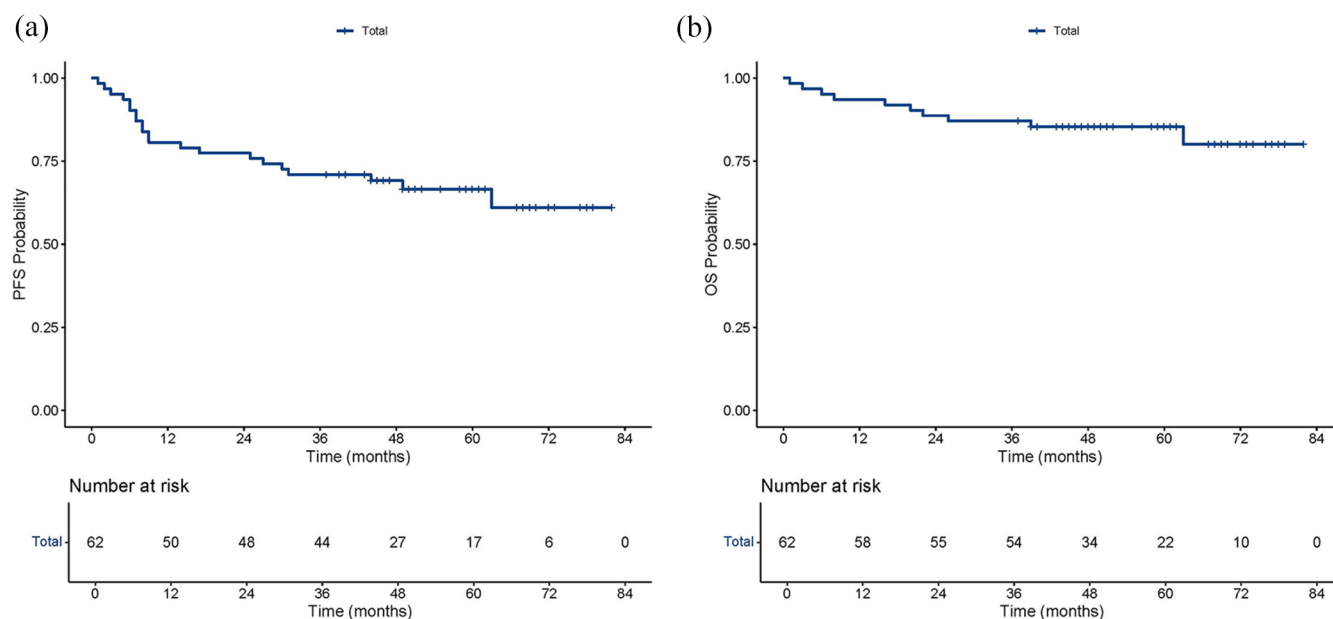 (a)
Total
1.00
0.75
0.50
0.25
0.00
PFS Probability
0 12 24 36 48 60 72 84
Time (months)
Number at risk
Total 62 50 48 44 27 17 6 0
0 12 24 36 48 60 72 84
Time (months)
(b)
Total
1.00
0.75
0.50
0.25
0.00
OS Probability
0 12 24 36 48 60 72 84
Time (months)
Number at risk
Total 62 58 55 54 34 22 10 0
0 12 24 36 48 60 72 84
Time (months)